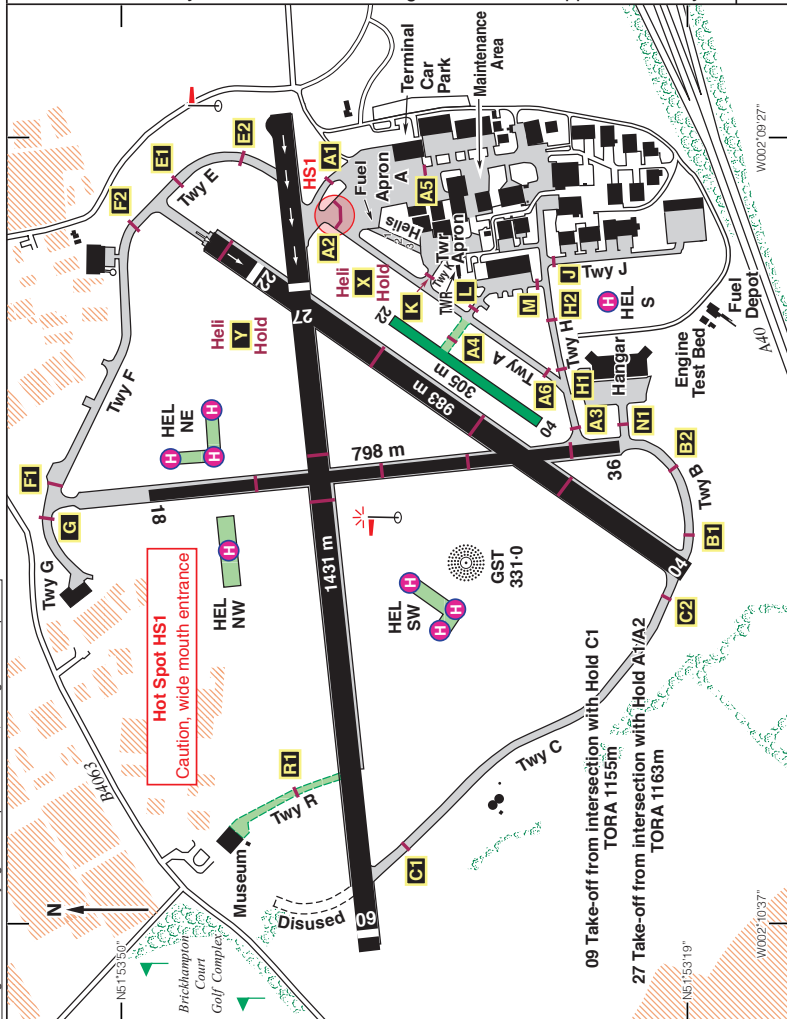 N
N51°53'50"
N51°53'19"
W002°10'37"
W002°09'27"
B4063
A40
Brickhampton
Court
Golf Complex
Museum
Disused
Twy R
R1
Hot Spot HS1
Caution, wide mouth entrance
Twy G
G
F1
Twy F
F2
E1
Twy E
E2
HEL
NW
H
HEL
NE
H
H
H
Heli
Hold
Y
Heli
Hold
X
HS1
A1
A2
Fuel
Apron
A
Helis
Terminal
Car
Park
Maintenance
Area
A5
Twr
Apron
TWR
Twy K
K
L
M
J
Twy J
H2
Twy H
H1
HEL
S
H
Hangar
Engine
Test Bed
Fuel
Depot
A4
Twy A
A6
A3
N1
B2
Twy B
B1
C2
Twy C
C1
HEL
SW
H
H
H
GST
331·0
09
27
1431 m
18
36
798 m
22
04
983 m
22
04
305 m
09 Take-off from intersection with Hold C1
TORA 1155m
27 Take-off from intersection with Hold A1/A2
TORA 1163m